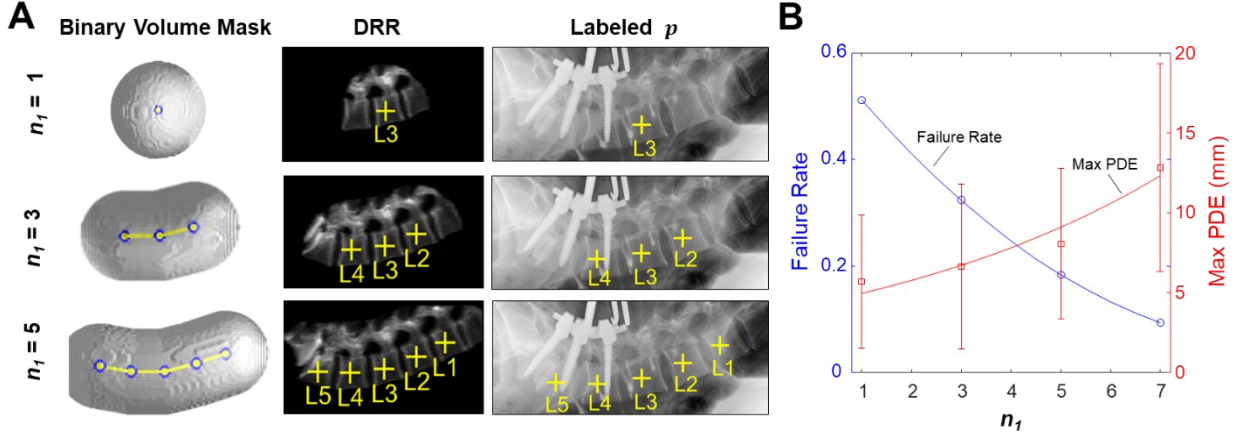 A
Binary Volume Mask
DRR
Labeled p
n1 = 1
L3
L3
n1 = 3
L4
L3
L2
L4
L3
L2
n1 = 5
L5
L4
L3
L2
L1
L5
L4
L3
L2
L1
B
0.6
0.4
0.2
0
Failure Rate
Failure Rate
Max PDE
20
15
10
5
0
Max PDE (mm)
1 2 3 4 5 6 7
n1